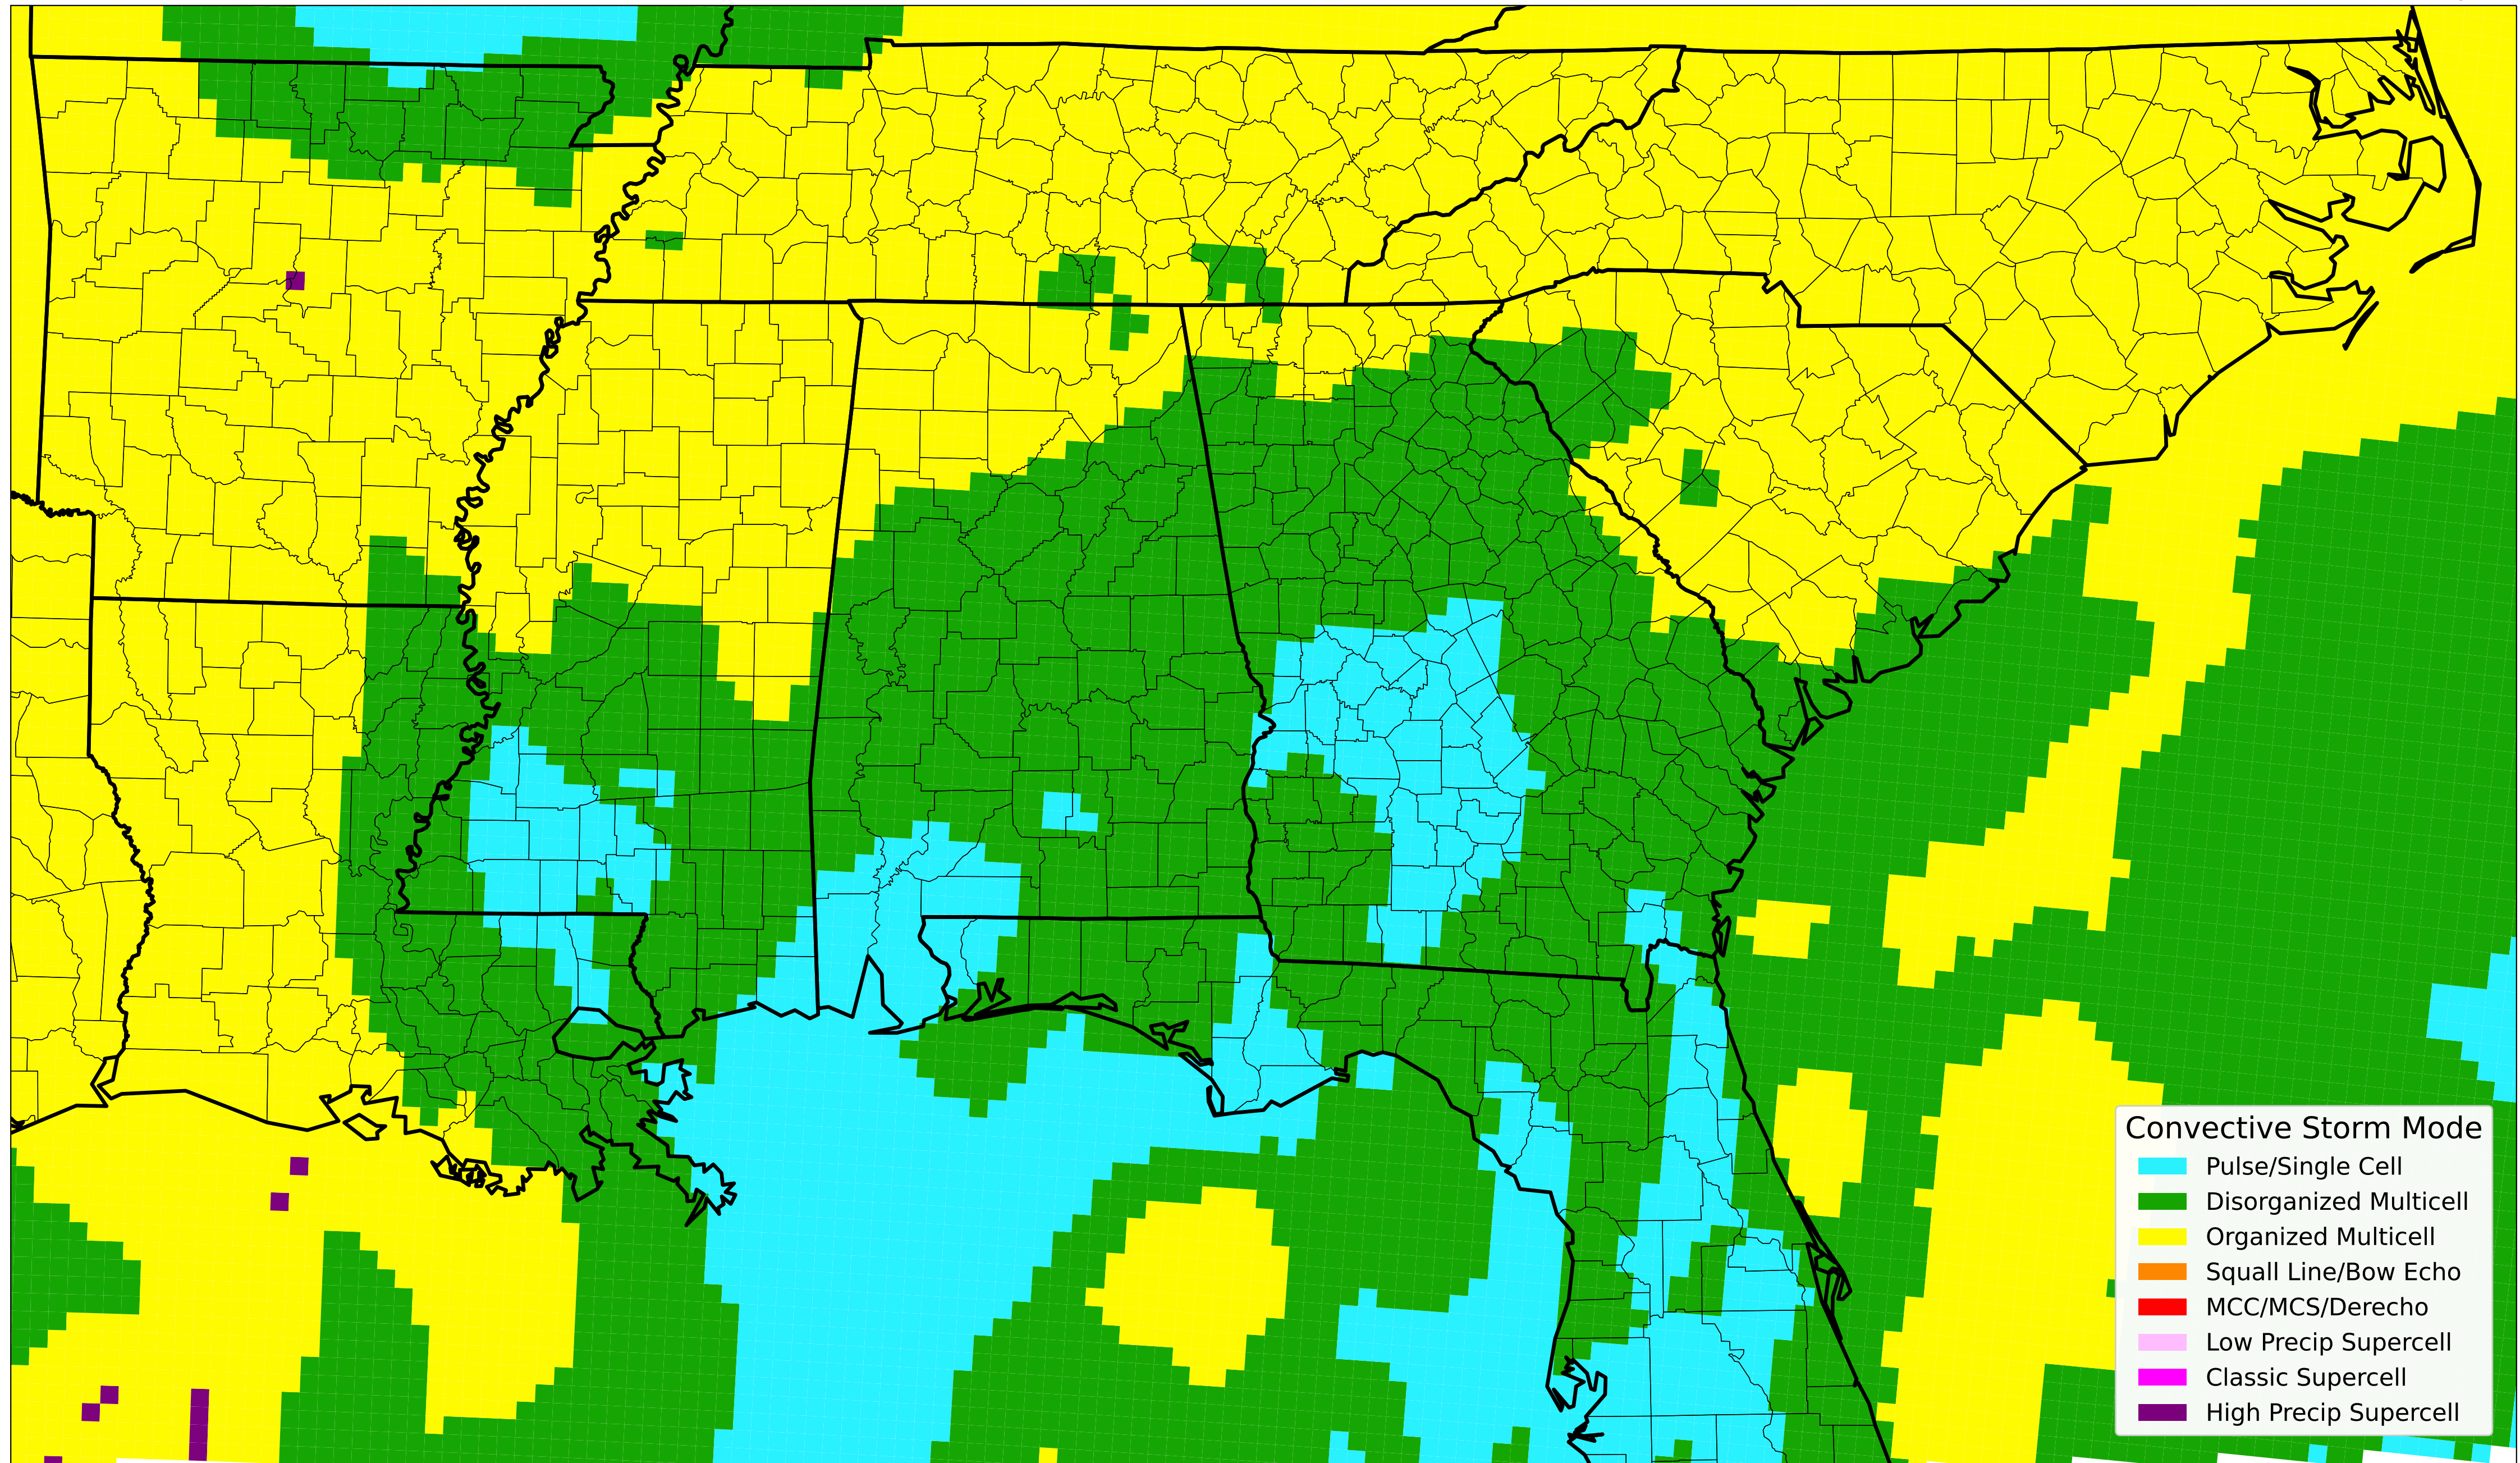 Convective Storm Mode
Pulse/Single Cell
Disorganized Multicell
Organized Multicell
Squall Line/Bow Echo
MCC/MCS/Derecho
Low Precip Supercell
Classic Supercell
High Precip Supercell